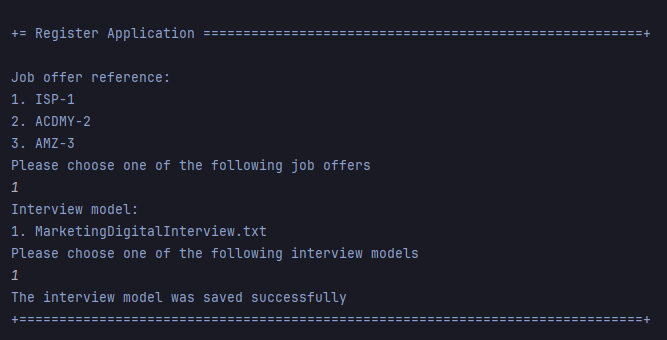 += Register Application =======================================================+
Job offer reference:
1. ISP-1
2. ACDMY-2
3. AMZ-3
Please choose one of the following job offers
1
Interview model:
1. MarketingDigitalInterview.txt
Please choose one of the following interview models
1
The interview model was saved successfully
+==============================================================================+